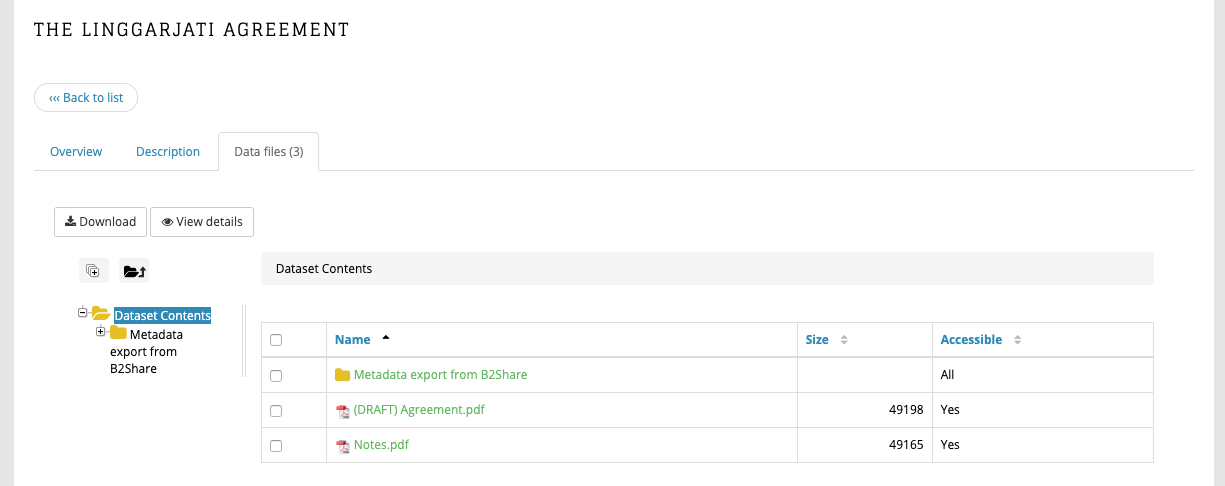 THE LINGGARJATI AGREEMENT
‹‹‹ Back to list
Overview
Description
Data files (3)
Download
View details
Dataset Contents
Dataset Contents
Metadata
export from
B2Share
Name
Size
Accessible
Metadata export from B2Share
All
(DRAFT) Agreement.pdf
49198
Yes
Notes.pdf
49165
Yes